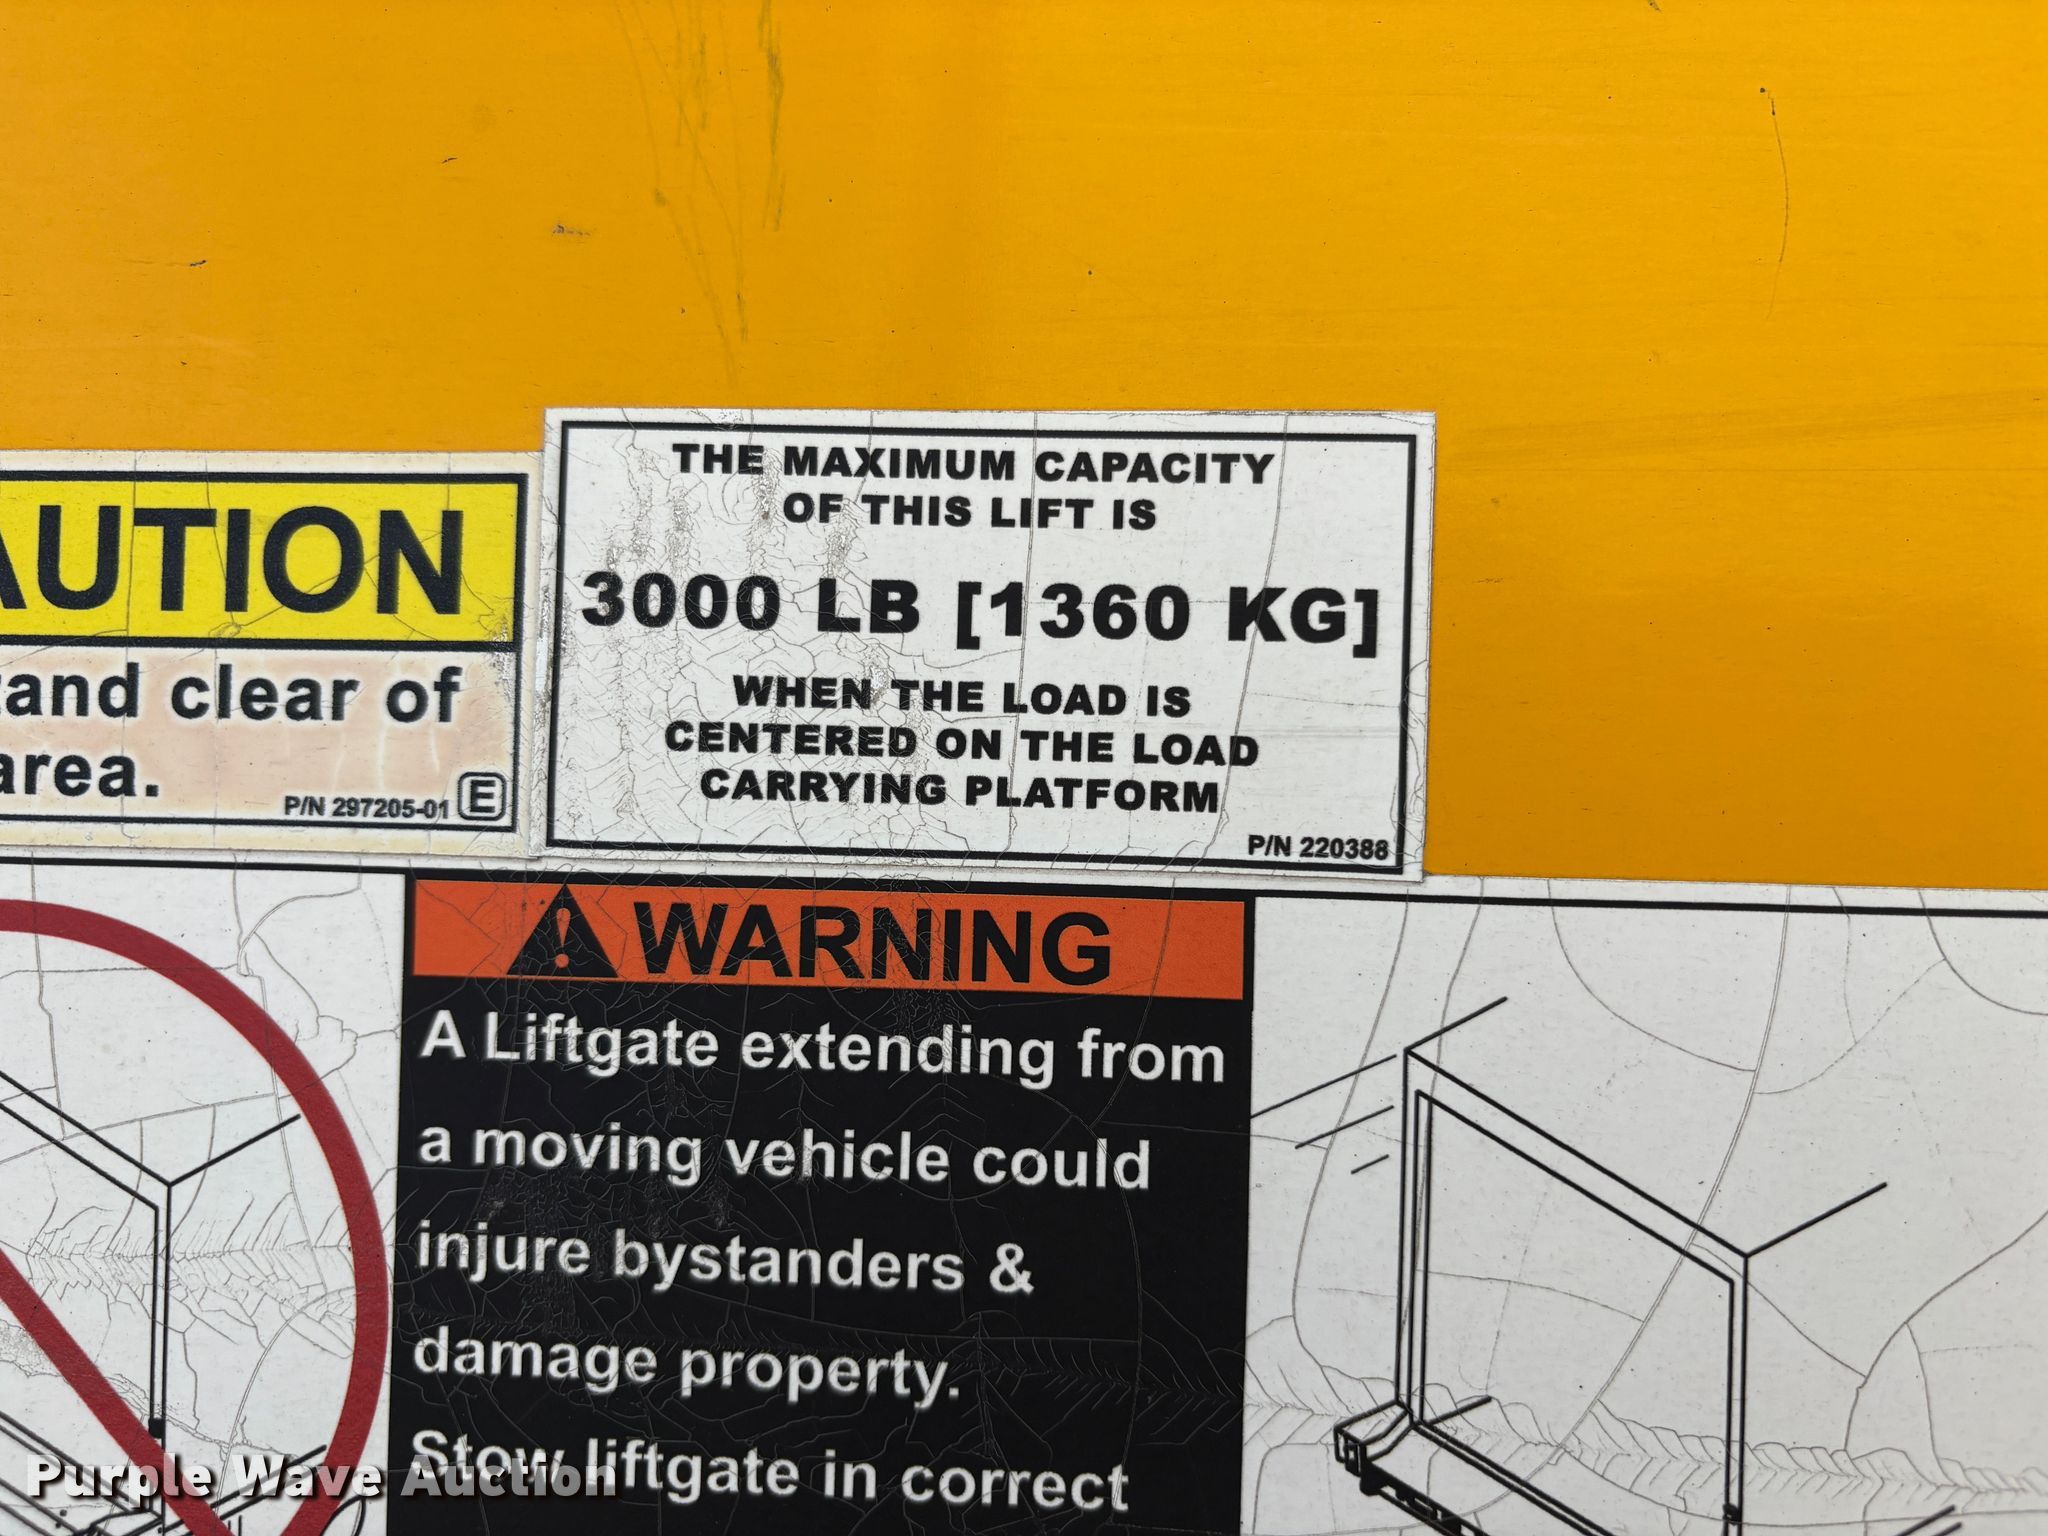 THE MAXIMUM CAPACITY
OF THIS LIFT IS
3000 LB [1360 KG]
WHEN THE LOAD IS
CENTERED ON THE LOAD
CARRYING PLATFORM
P/N 220388
AUTION
tand clear of
area.
P/N 297205-01 E
WARNING
A Liftgate extending from
a moving vehicle could
injure bystanders &
damage property.
Stow liftgate in correct
Purple Wave Auction